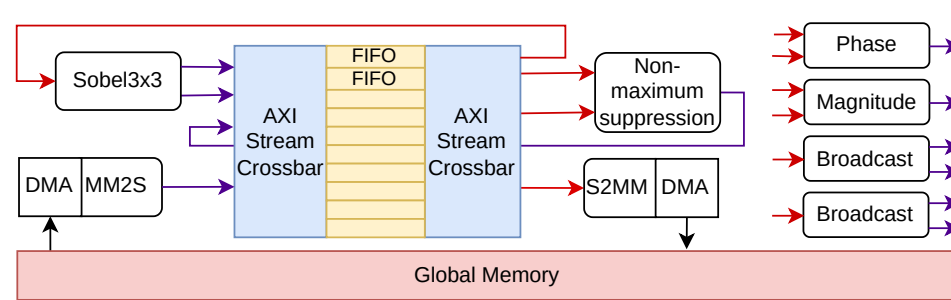 Sobel3x3
DMA
MM2S
AXI
Stream
Crossbar
FIFO
FIFO
AXI
Stream
Crossbar
Non-
maximum
suppression
S2MM
DMA
Phase
Magnitude
Broadcast
Broadcast
Global Memory